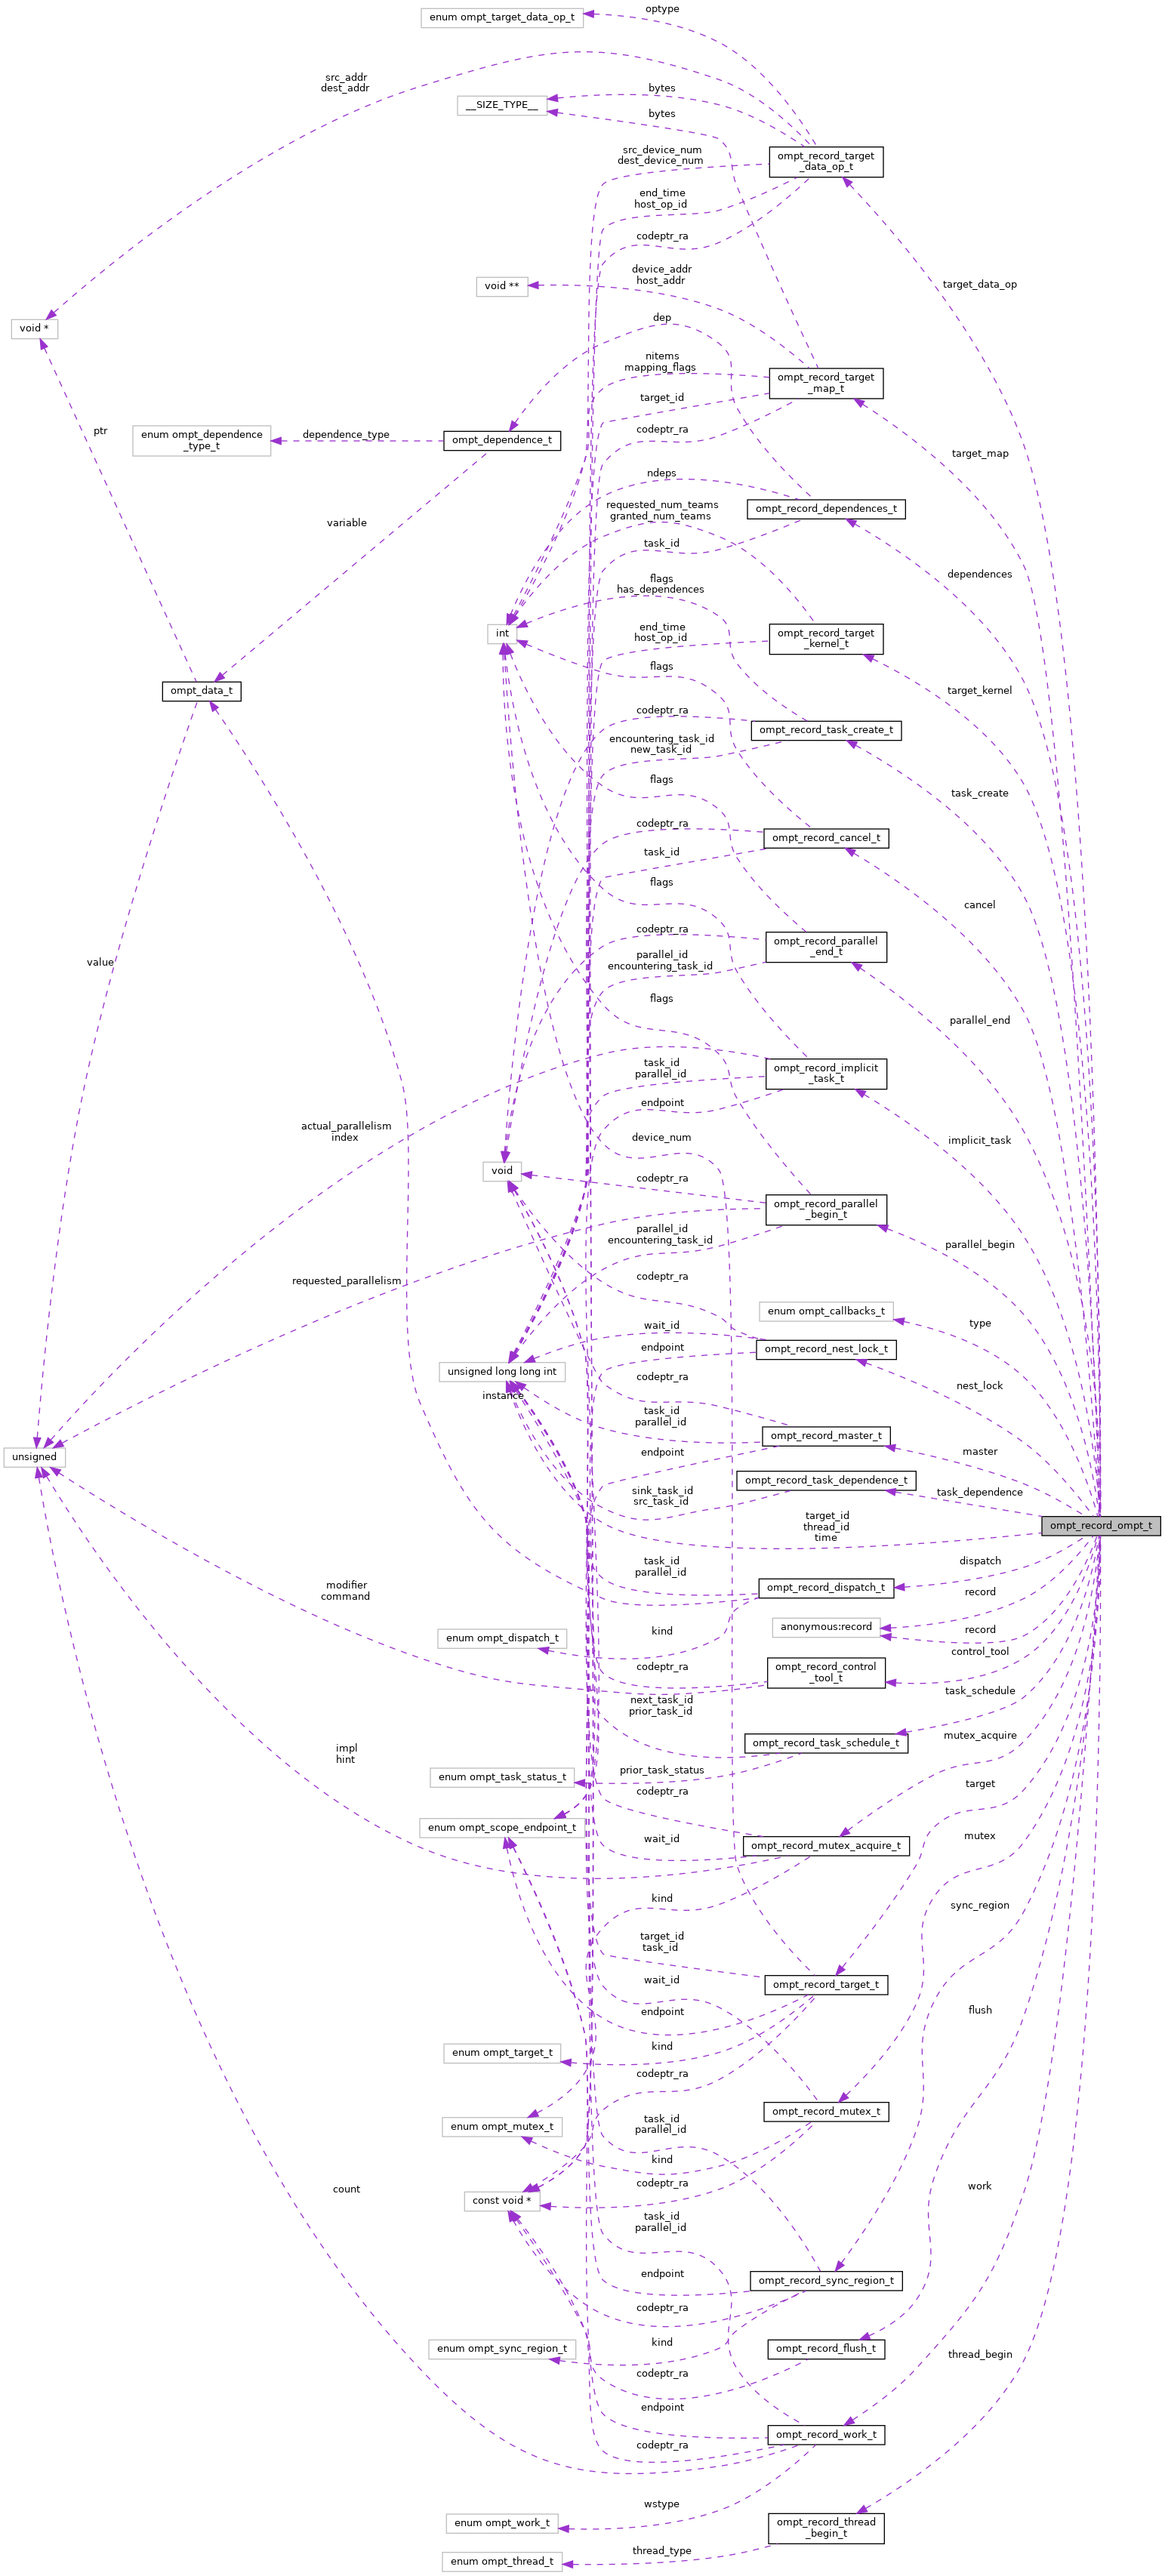 optype
enum ompt_target_data_op_t
src_addr
dest_addr
bytes
__SIZE_TYPE__
bytes
src_device_num
dest_device_num
ompt_record_target
_data_op_t
end_time
host_op_id
codeptr_ra
device_addr
host_addr
void **
target_data_op
dep
void *
nitems
mapping_flags
ompt_record_target
_map_t
target_id
codeptr_ra
ptr
enum ompt_dependence
_type_t
dependence_type
ompt_dependence_t
target_map
ndeps
requested_num_teams
granted_num_teams
ompt_record_dependences_t
variable
task_id
flags
has_dependences
dependences
end_time
host_op_id
int
ompt_record_target
_kernel_t
flags
ompt_data_t
target_kernel
codeptr_ra
ompt_record_task_create_t
encountering_task_id
new_task_id
flags
task_create
codeptr_ra
ompt_record_cancel_t
task_id
flags
cancel
codeptr_ra
ompt_record_parallel
_end_t
value
parallel_id
encountering_task_id
flags
parallel_end
task_id
parallel_id
ompt_record_implicit
_task_t
endpoint
actual_parallelism
index
device_num
implicit_task
void
codeptr_ra
ompt_record_parallel
_begin_t
parallel_id
encountering_task_id
parallel_begin
requested_parallelism
codeptr_ra
enum ompt_callbacks_t
type
wait_id
endpoint
ompt_record_nest_lock_t
unsigned long long int
codeptr_ra
nest_lock
instance
task_id
parallel_id
ompt_record_master_t
master
unsigned
endpoint
ompt_record_task_dependence_t
sink_task_id
src_task_id
task_dependence
target_id
thread_id
time
ompt_record_ompt_t
task_id
parallel_id
dispatch
modifier
command
ompt_record_dispatch_t
record
enum ompt_dispatch_t
kind
anonymous:record
record
control_tool
codeptr_ra
ompt_record_control
_tool_t
next_task_id
prior_task_id
task_schedule
impl
hint
ompt_record_task_schedule_t
mutex_acquire
enum ompt_task_status_t
prior_task_status
codeptr_ra
target
enum ompt_scope_endpoint_t
wait_id
ompt_record_mutex_acquire_t
mutex
kind
sync_region
target_id
task_id
wait_id
ompt_record_target_t
endpoint
flush
enum ompt_target_t
kind
codeptr_ra
enum ompt_mutex_t
task_id
parallel_id
ompt_record_mutex_t
kind
codeptr_ra
count
const void *
work
task_id
parallel_id
endpoint
ompt_record_sync_region_t
codeptr_ra
enum ompt_sync_region_t
kind
ompt_record_flush_t
thread_begin
codeptr_ra
endpoint
ompt_record_work_t
codeptr_ra
wstype
enum ompt_work_t
ompt_record_thread
_begin_t
thread_type
enum ompt_thread_t